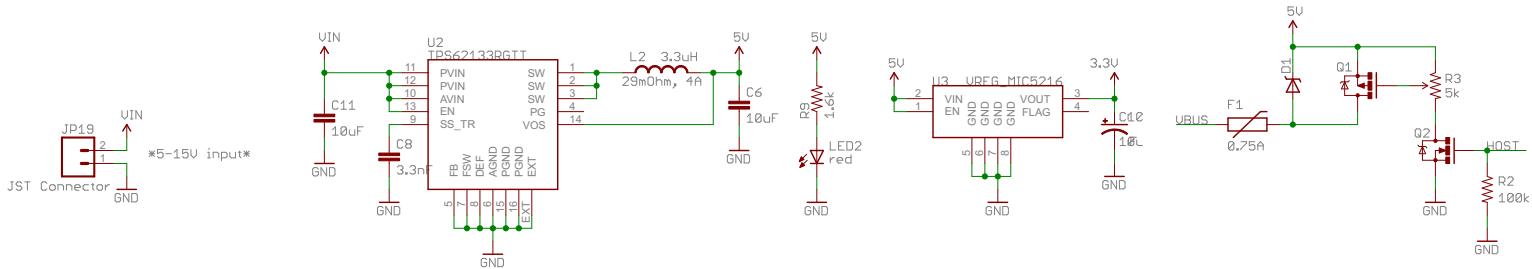 JP19
2
1
VIN
GND
JST Connector
*5-15V input*
VIN
C11
10uF
GND
C8
3.3nF
GND
U2
TPS62133RGTT
11
12
10
13
9
PVIN
PVIN
AVIN
EN
SS_TR
SW
SW
SW
PG
VOS
1
2
3
4
14
FB
FSW
DEF
AGND
PGND
PGND
EXT
5
7
8
6
15
16
EXT
GND
L2 3.3uH
29mOhm, 4A
5V
C6
10uF
GND
5V
R9
1.6k
LED2
red
GND
5V
U3 VREG_MIC5216
2
1
VIN
EN
GND
GND
GND
GND
VOUT
FLAG
3
4
5
6
7
8
GND
3.3V
C10
GND
VBUS
F1
0.75A
D1
5V
Q1
R3
5k
Q2
GND
HOST
R2
100k
GND